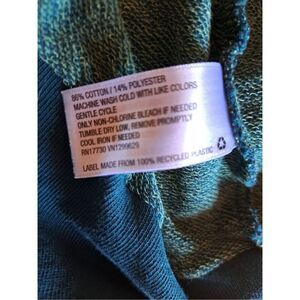 86% COTTON / 14% POLYESTER
MACHINE WASH COLD WITH LIKE COLORS
GENTLE CYCLE
ONLY NON-CHLORINE BLEACH IF NEEDED
TUMBLE DRY LOW, REMOVE PROMPTLY
COOL IRON IF NEEDED
RN17730 VN1299629
LABEL MADE FROM 100% RECYCLED PLASTIC